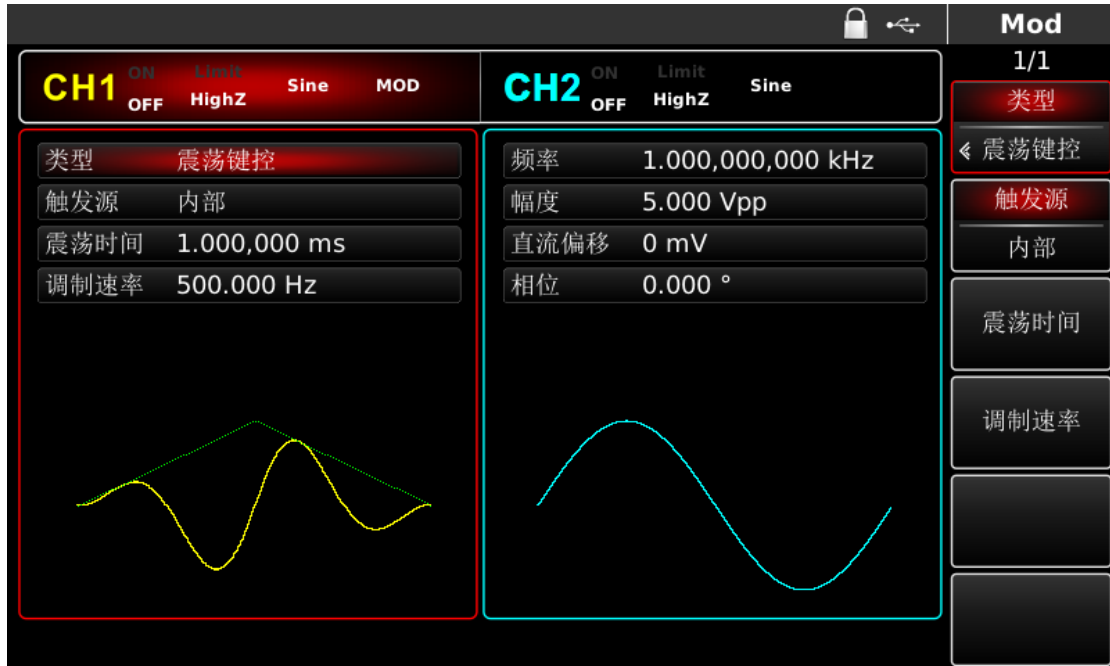 Mod
1/1
CH1 ON OFF Limit HighZ Sine MOD
CH2 ON OFF Limit HighZ Sine
类型 震荡键控
触发源 内部
震荡时间 1.000,000 ms
调制速率 500.000 Hz
频率 1.000,000,000 kHz
幅度 5.000 Vpp
直流偏移 0 mV
相位 0.000 °
类型
震荡键控
触发源
内部
震荡时间
调制速率